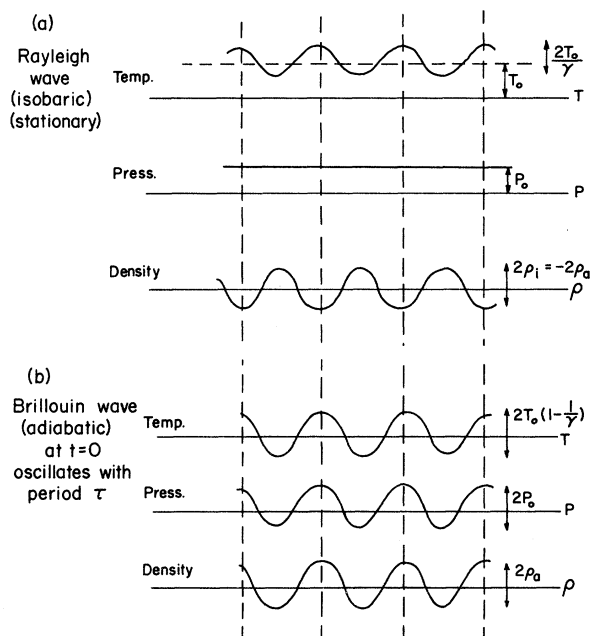 (a)
Rayleigh
wave
(isobaric)
(stationary)
Temp.
2T₀/γ
T₀
T
Press.
P₀
P
Density
2ρᵢ = -2ρₐ
ρ
(b)
Brillouin wave
(adiabatic)
at t=0
oscillates with
period τ
Temp.
2T₀(1-1/γ)
T
Press.
2P₀
P
Density
2ρₐ
ρ